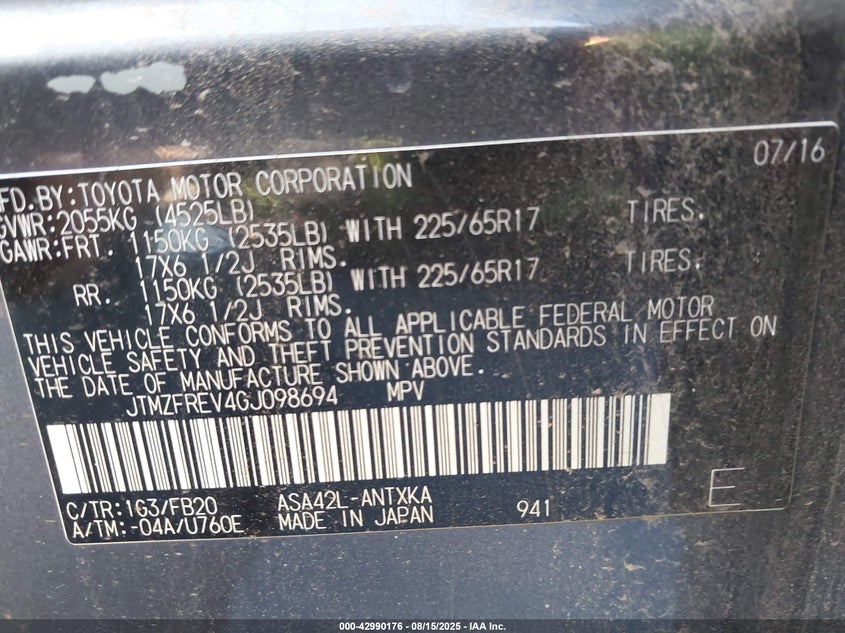 07/16
FD.BY:TOYOTA MOTOR CORPORATION
GVWR:2055KG (4525LB)
GAWR:FRT. 1150KG (2535LB) WITH 225/65R17 TIRES.
17X6 1/2J RIMS.
RR. 1150KG (2535LB) WITH 225/65R17 TIRES.
17X6 1/2J RIMS.
THIS VEHICLE CONFORMS TO ALL APPLICABLE FEDERAL MOTOR
VEHICLE SAFETY AND THEFT PREVENTION STANDARDS IN EFFECT ON
THE DATE OF MANUFACTURE SHOWN ABOVE.
JTMZFREV4GJ098694 MPV
C/TR:1G3/FB20 ASA42L-ANTXKA
A/TM:-04A/U760E MADE IN JAPAN 941 E
000-42990176 - 08/15/2025 - IAA Inc.